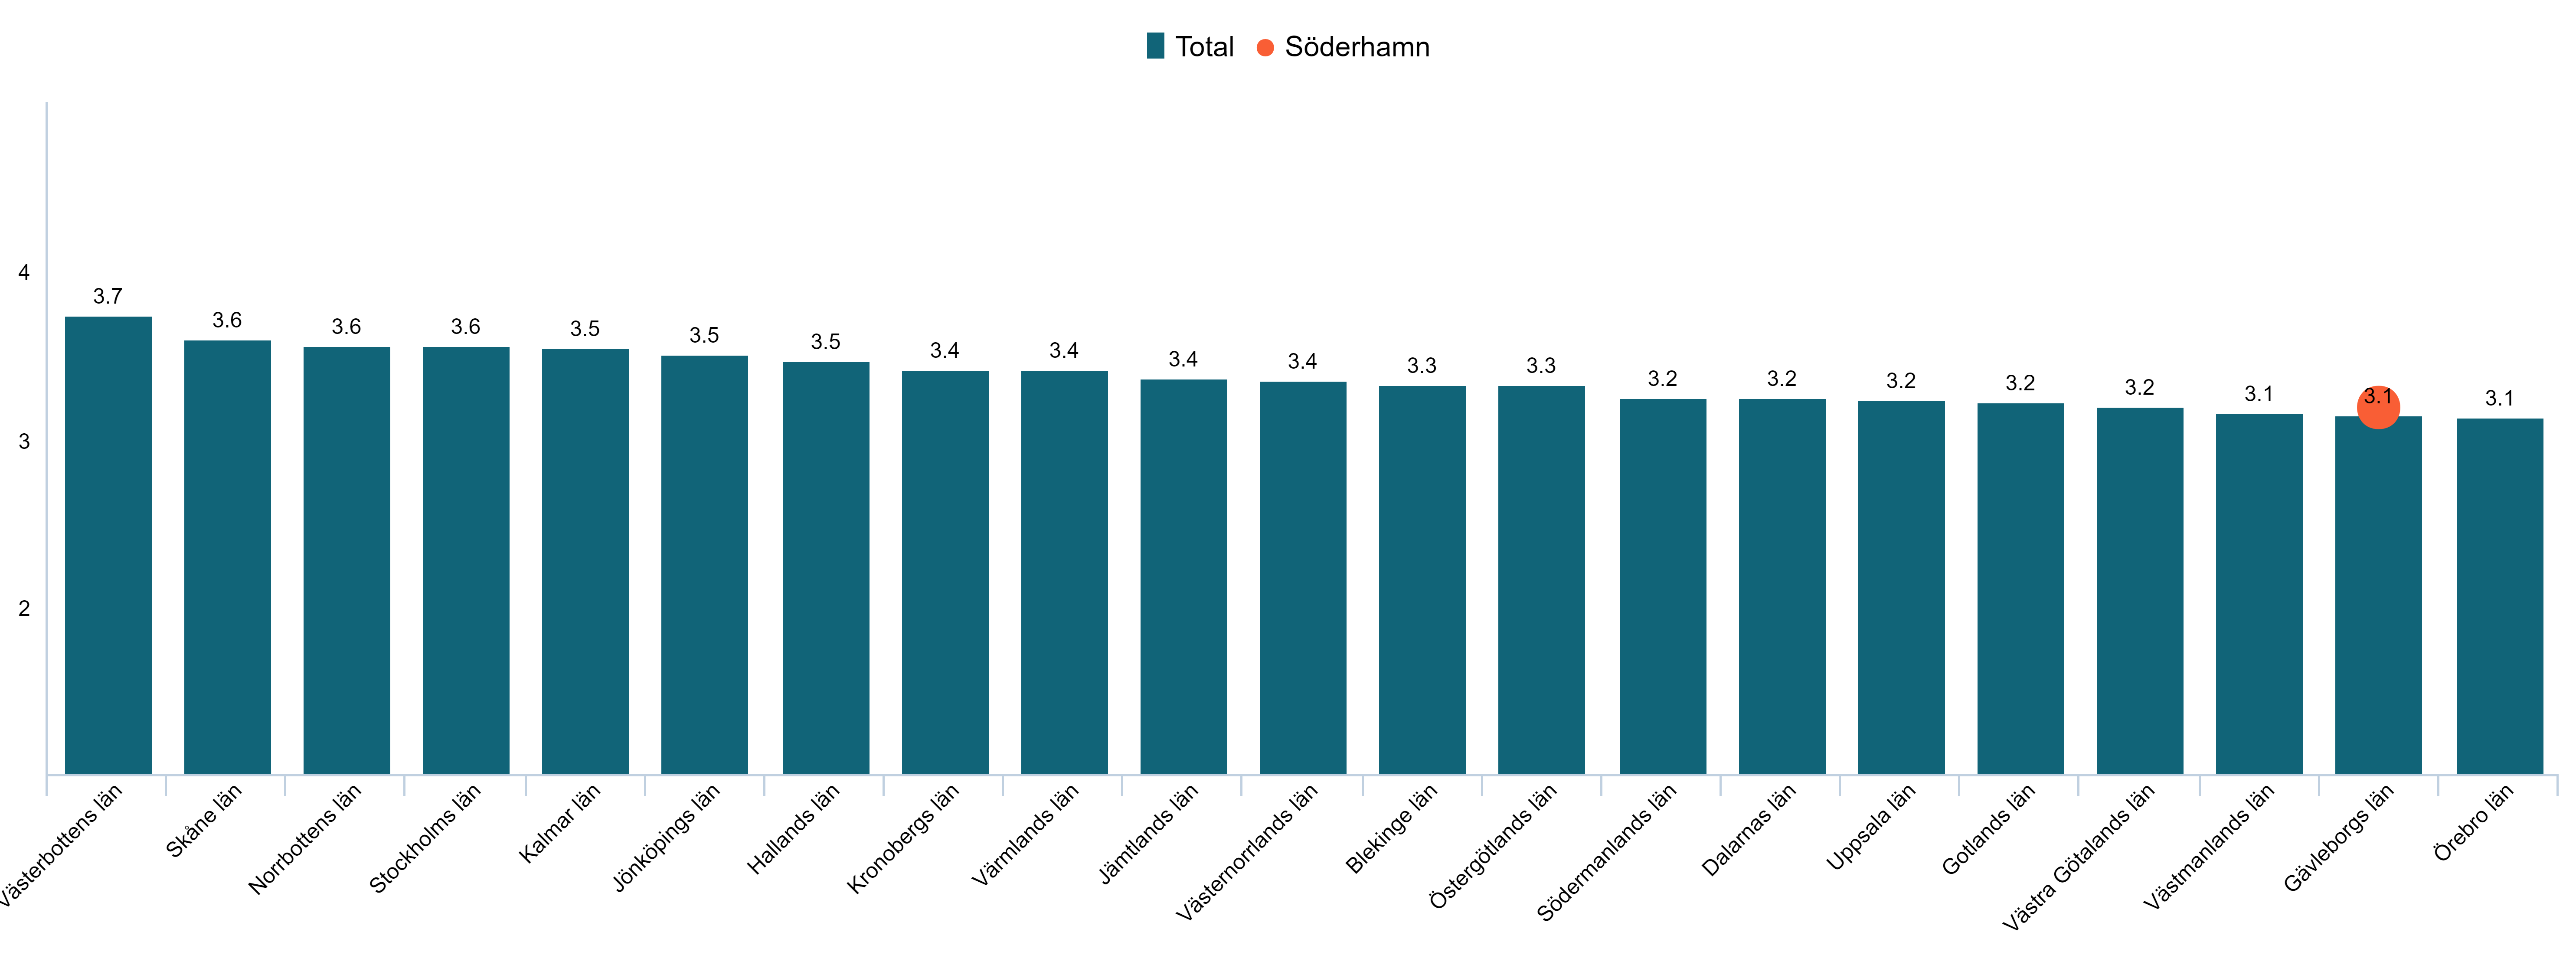 Total Söderhamn
4
3
2
3.7
3.6
3.6
3.6
3.5
3.5
3.5
3.4
3.4
3.4
3.4
3.3
3.3
3.2
3.2
3.2
3.2
3.2
3.1
3.1
3.1
Västerbottens län
Skåne län
Norrbottens län
Stockholms län
Kalmar län
Jönköpings län
Hallands län
Kronobergs län
Värmlands län
Jämtlands län
Västernorrlands län
Blekinge län
Östergötlands län
Södermanlands län
Dalarnas län
Uppsala län
Gotlands län
Västra Götalands län
Västmanlands län
Gävleborgs län
Örebro län